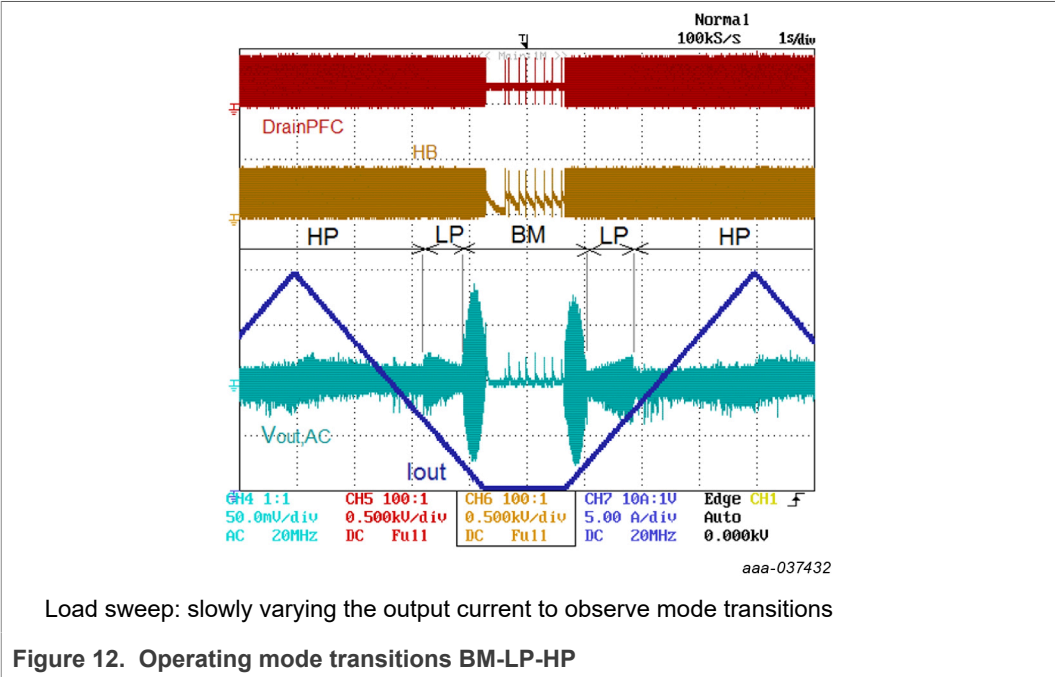 Normal
100kS/s 1s/div
<< Main:1M >>
DrainPFC
HB
HP LP BM LP HP
Vout,AC
Iout
CH4 1:1 CH5 100:1 CH6 100:1 CH7 10A:1V Edge CH1
50.0mV/div 0.500kV/div 0.500kV/div 5.00 A/div Auto
AC 20MHz DC Full DC Full DC 20MHz 0.000kV
aaa-037432
Load sweep: slowly varying the output current to observe mode transitions
Figure 12. Operating mode transitions BM-LP-HP